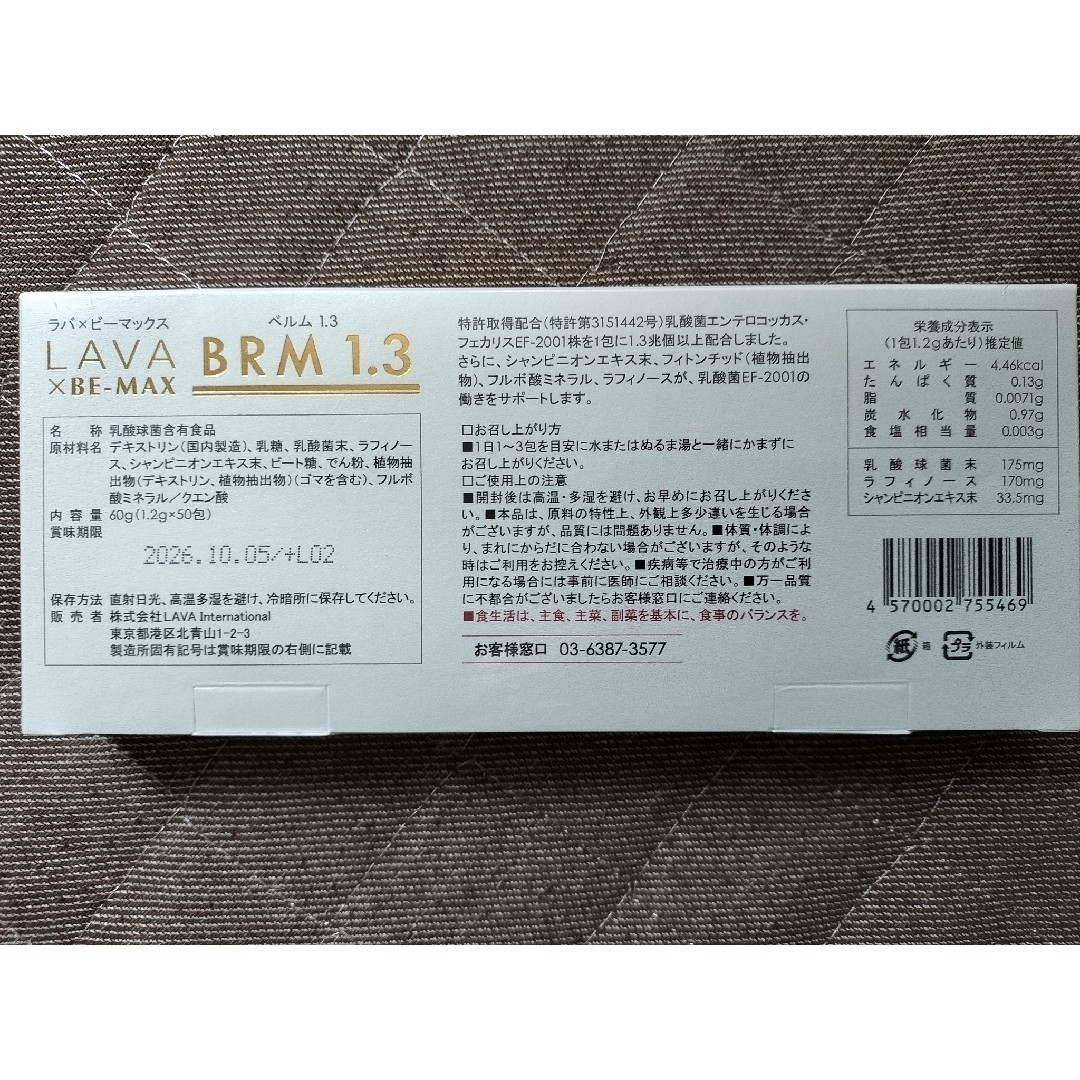 ラバ×ビーマックス
LAVA
×BE-MAX
ベルム 1.3
BRM 1.3
名　称　乳酸球菌含有食品
原材料名　デキストリン(国内製造)、乳糖、乳酸菌末、ラフィノー
ス、シャンピニオンエキス末、ビート糖、でん粉、植物抽
出物(デキストリン、植物抽出物)(ゴマを含む)、フルボ
酸ミネラル／クエン酸
内 容 量　60g(1.2g×50包)
賞味期限
2026.10.05/+L02
保存方法　直射日光、高温多湿を避け、冷暗所に保存してください。
販 売 者　株式会社LAVA International
東京都港区北青山1-2-3
製造所固有記号は賞味期限の右側に記載
特許取得配合(特許第3151442号)乳酸菌エンテロコッカス・
フェカリスEF-2001株を1包に1.3兆個以上配合しました。
さらに、シャンピニオンエキス末、フィトンチッド(植物抽出
物)、フルボ酸ミネラル、ラフィノースが、乳酸菌EF-2001の
働きをサポートします。
□お召し上がり方
■1日1〜3包を目安に水またはぬるま湯と一緒にかまずに
お召し上がりください。
□ご使用上の注意
■開封後は高温・多湿を避け、お早めにお召し上がりくださ
い。■本品は、原料の特性上、外観上多少違いを生じる場合
がございますが、品質には問題ありません。■体質・体調によ
り、まれにからだに合わない場合がございますが、そのような
時はご利用をお控えください。■疾病等で治療中の方がご利
用になる場合には事前に医師にご相談ください。■万一品質
に不都合がございましたらお客様窓口にご連絡ください。
■食生活は、主食、主菜、副菜を基本に、食事のバランスを。
お客様窓口　03-6387-3577
栄養成分表示
(1包1.2gあたり)推定値
エネルギー　4.46kcal
たんぱく質　0.13g
脂質　0.0071g
炭水化物　0.97g
食塩相当量　0.003g
乳酸球菌末　175mg
ラフィノース　170mg
シャンピニオンエキス末　33.5mg
4 570002 755469
紙 箱 プラ 外装フィルム